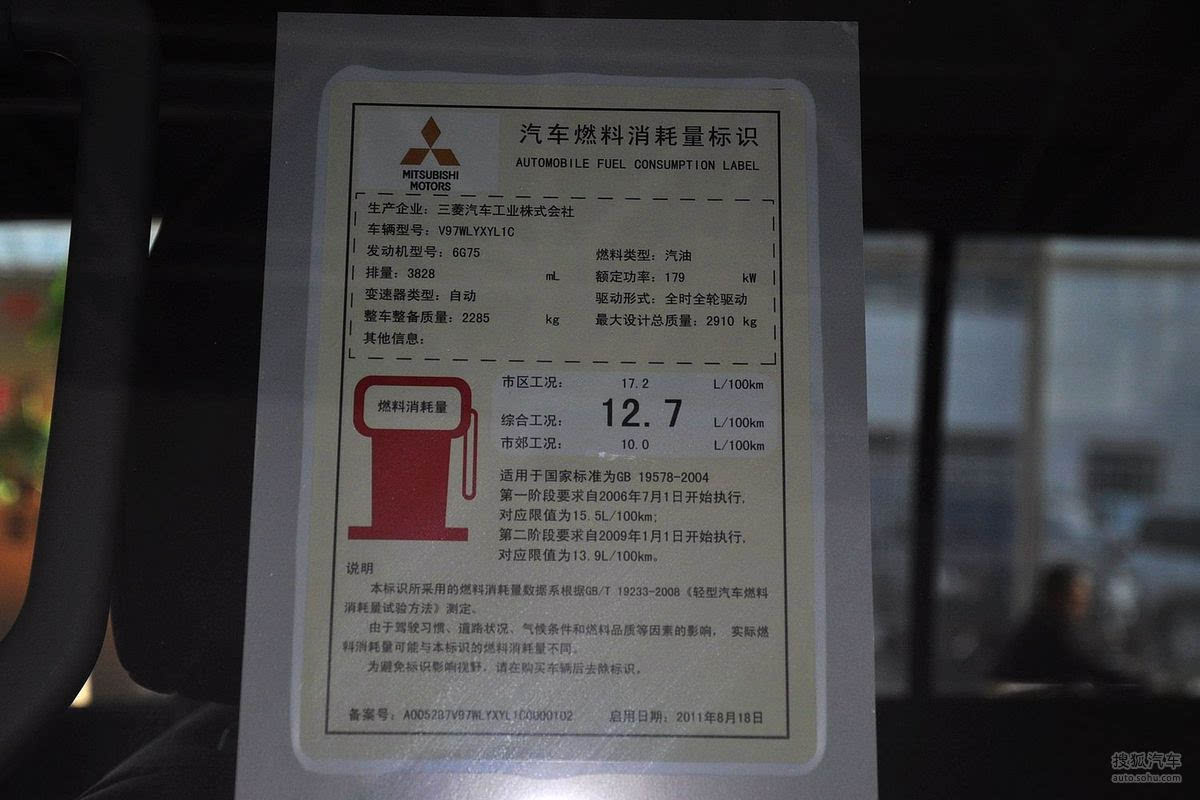 汽车燃料消耗量标识
AUTOMOBILE FUEL CONSUMPTION LABEL
MITSUBISHI
MOTORS
生产企业：三菱汽车工业株式会社
车辆型号：V97WLYXYL1C
发动机型号：6G75
燃料类型：汽油
排量：3828 mL
额定功率：179 kW
变速器类型：自动
驱动形式：全时全轮驱动
整车整备质量：2285 kg
最大设计总质量：2910 kg
其他信息：
燃料消耗量
市区工况： 17.2 L/100km
综合工况： 12.7 L/100km
市郊工况： 10.0 L/100km
适用于国家标准为GB 19578-2004
第一阶段要求自2006年7月1日开始执行，
对应限值为15.5L/100km；
第二阶段要求自2009年1月1日开始执行，
对应限值为13.9L/100km。
说明
本标识所采用的燃料消耗量数据系根据GB/T 19233-2008《轻型汽车燃料
消耗量试验方法》测定。
由于驾驶习惯、道路状况、气候条件和燃料品质等因素的影响， 实际燃
料消耗量可能与本标识的燃料消耗量不同。
为避免标识影响视野，请在购买车辆后去除标识。
备案号：A0052B7V97WLYXYL1C0000102
启用日期：2011年8月18日
搜狐汽车
auto.sohu.com